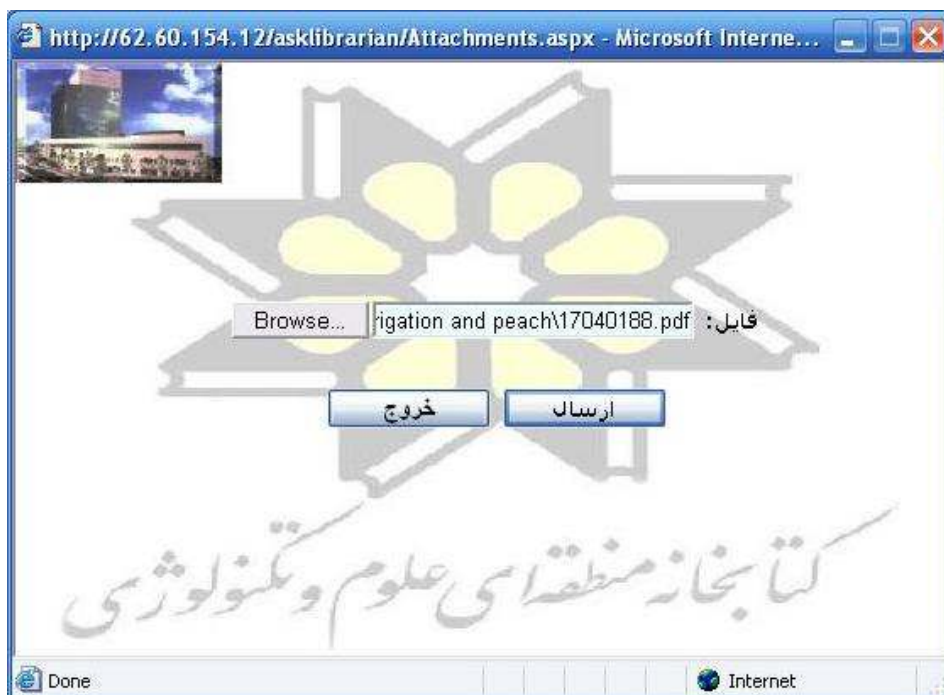 http://62.60.154.12/asklibrarian/Attachments.aspx - Microsoft Interne...
فایل: rigation and peach\17040188.pdf Browse...
ارسال خروج
کتابخانه منطقه‌ای علوم و تکنولوژی
Done Internet